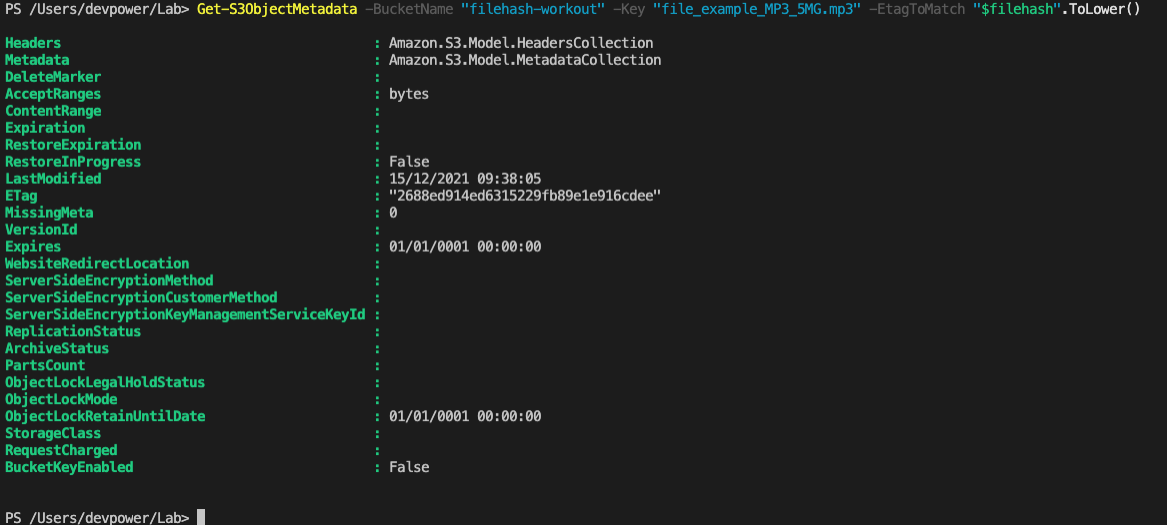 PS /Users/devpower/Lab> Get-S3ObjectMetadata -BucketName "filehash-workout" -Key "file_example_MP3_5MG.mp3" -EtagToMatch "$filehash".ToLower()
Headers : Amazon.S3.Model.HeadersCollection
Metadata : Amazon.S3.Model.MetadataCollection
DeleteMarker :
AcceptRanges : bytes
ContentRange :
Expiration :
RestoreExpiration :
RestoreInProgress : False
LastModified : 15/12/2021 09:38:05
ETag : "2688ed914ed6315229fb89e1e916cdee"
MissingMeta : 0
VersionId :
Expires : 01/01/0001 00:00:00
WebsiteRedirectLocation :
ServerSideEncryptionMethod :
ServerSideEncryptionCustomerMethod :
ServerSideEncryptionKeyManagementServiceKeyId :
ReplicationStatus :
ArchiveStatus :
PartsCount :
ObjectLockLegalHoldStatus :
ObjectLockMode :
ObjectLockRetainUntilDate : 01/01/0001 00:00:00
StorageClass :
RequestCharged :
BucketKeyEnabled : False
PS /Users/devpower/Lab>